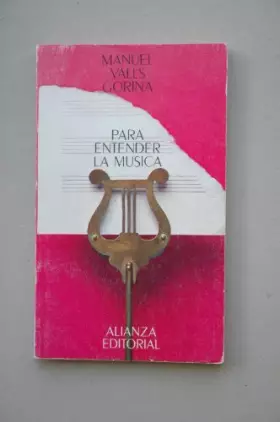 MANUEL
VALLS
GORINA
PARA
ENTENDER
LA MUSICA
ALIANZA
EDITORIAL